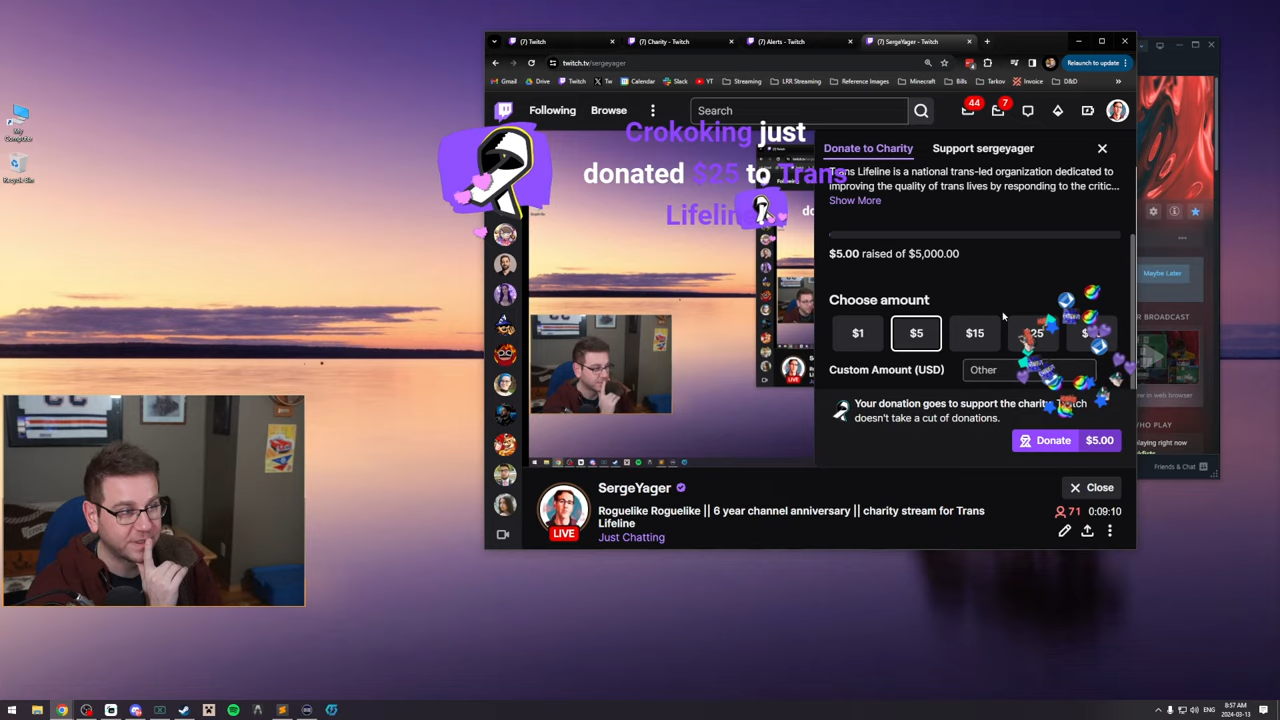 My
Computer
Recycle Bin
(7) Twitch
(7) Charity - Twitch
(7) Alerts - Twitch
(7) SergeYager - Twitch
twitch.tv/sergeyager
Relaunch to update
Gmail
Drive
Twitch
Tw
Calendar
Slack
YT
Streaming
LRR Streaming
Reference Images
Minecraft
Bills
Tarkov
Invoice
D&D
Following
Browse
Search
44
7
Crokoking just
donated $25 to Trans
Lifeline
Donate to Charity
Support sergeyager
Trans Lifeline is a national trans-led organization dedicated to
improving the quality of trans lives by responding to the critic...
Show More
$5.00 raised of $5,000.00
Choose amount
$1
$5
$15
Custom Amount (USD)
Other
Your donation goes to support the charity. Twitch
doesn't take a cut of donations.
Donate $5.00
SergeYager
Close
Roguelike Roguelike || 6 year channel anniversary || charity stream for Trans
Lifeline
71
0:09:10
LIVE
Just Chatting
Maybe Later
BROADCAST
Friends & Chat
ENG
8:57 AM
2024-03-13